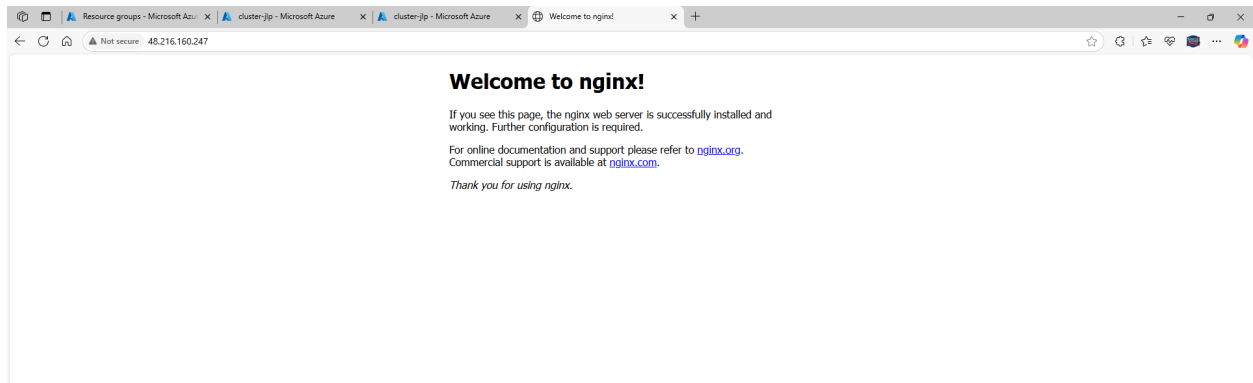 Resource groups - Microsoft Azu
cluster-jlp - Microsoft Azure
cluster-jlp - Microsoft Azure
Welcome to nginx!
Not secure 48.216.160.247
Welcome to nginx!
If you see this page, the nginx web server is successfully installed and
working. Further configuration is required.
For online documentation and support please refer to nginx.org.
Commercial support is available at nginx.com.
Thank you for using nginx.